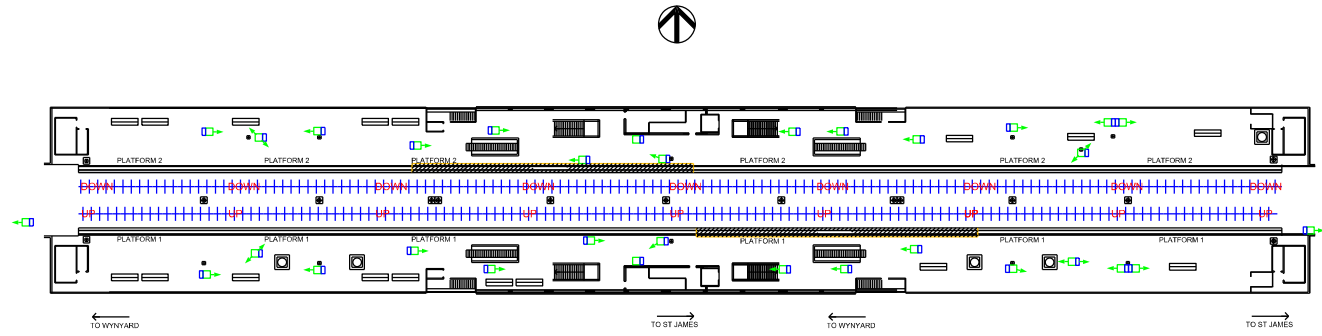 PLATFORM 2 PLATFORM 2 PLATFORM 2 PLATFORM 2 PLATFORM 2 PLATFORM 2
DOWN DOWN DOWN DOWN DOWN DOWN DOWN DOWN DOWN
UP UP UP UP UP UP UP UP UP
PLATFORM 1 PLATFORM 1 PLATFORM 1 PLATFORM 1 PLATFORM 1 PLATFORM 1
TO WYNYARD TO ST JAMES TO WYNYARD TO ST JAMES